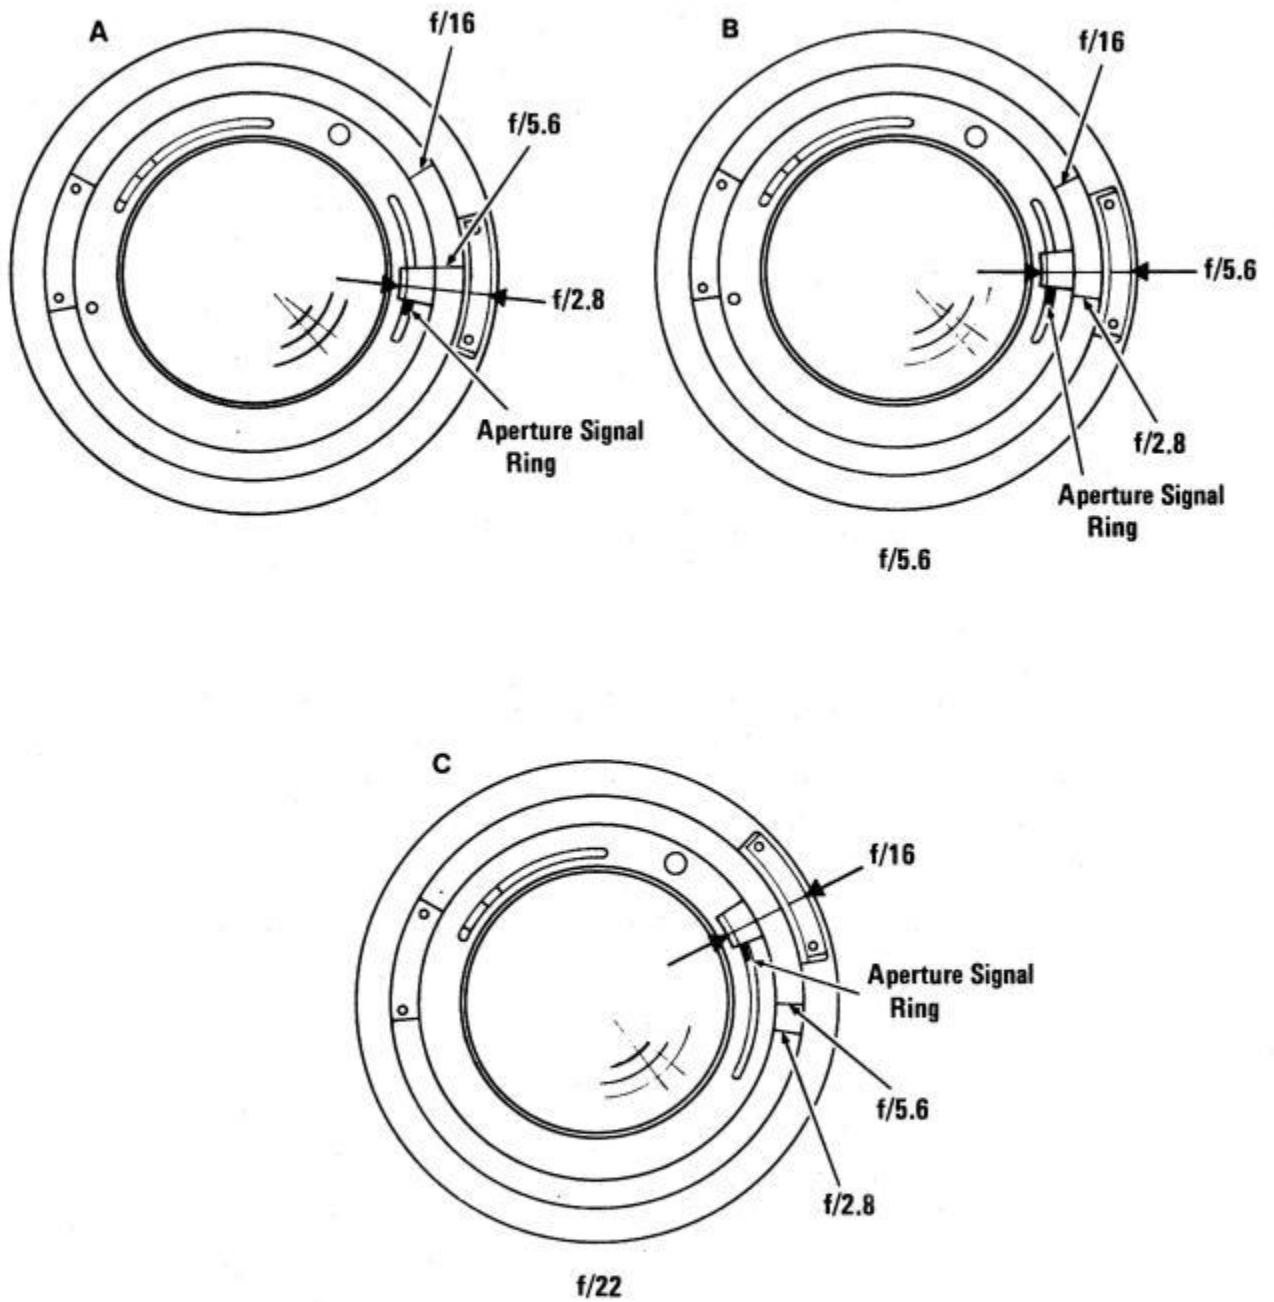 A
f/16
f/5.6
f/2.8
Aperture Signal
Ring
B
f/16
f/5.6
f/2.8
Aperture Signal
Ring
f/5.6
C
f/16
Aperture Signal
Ring
f/5.6
f/2.8
f/22